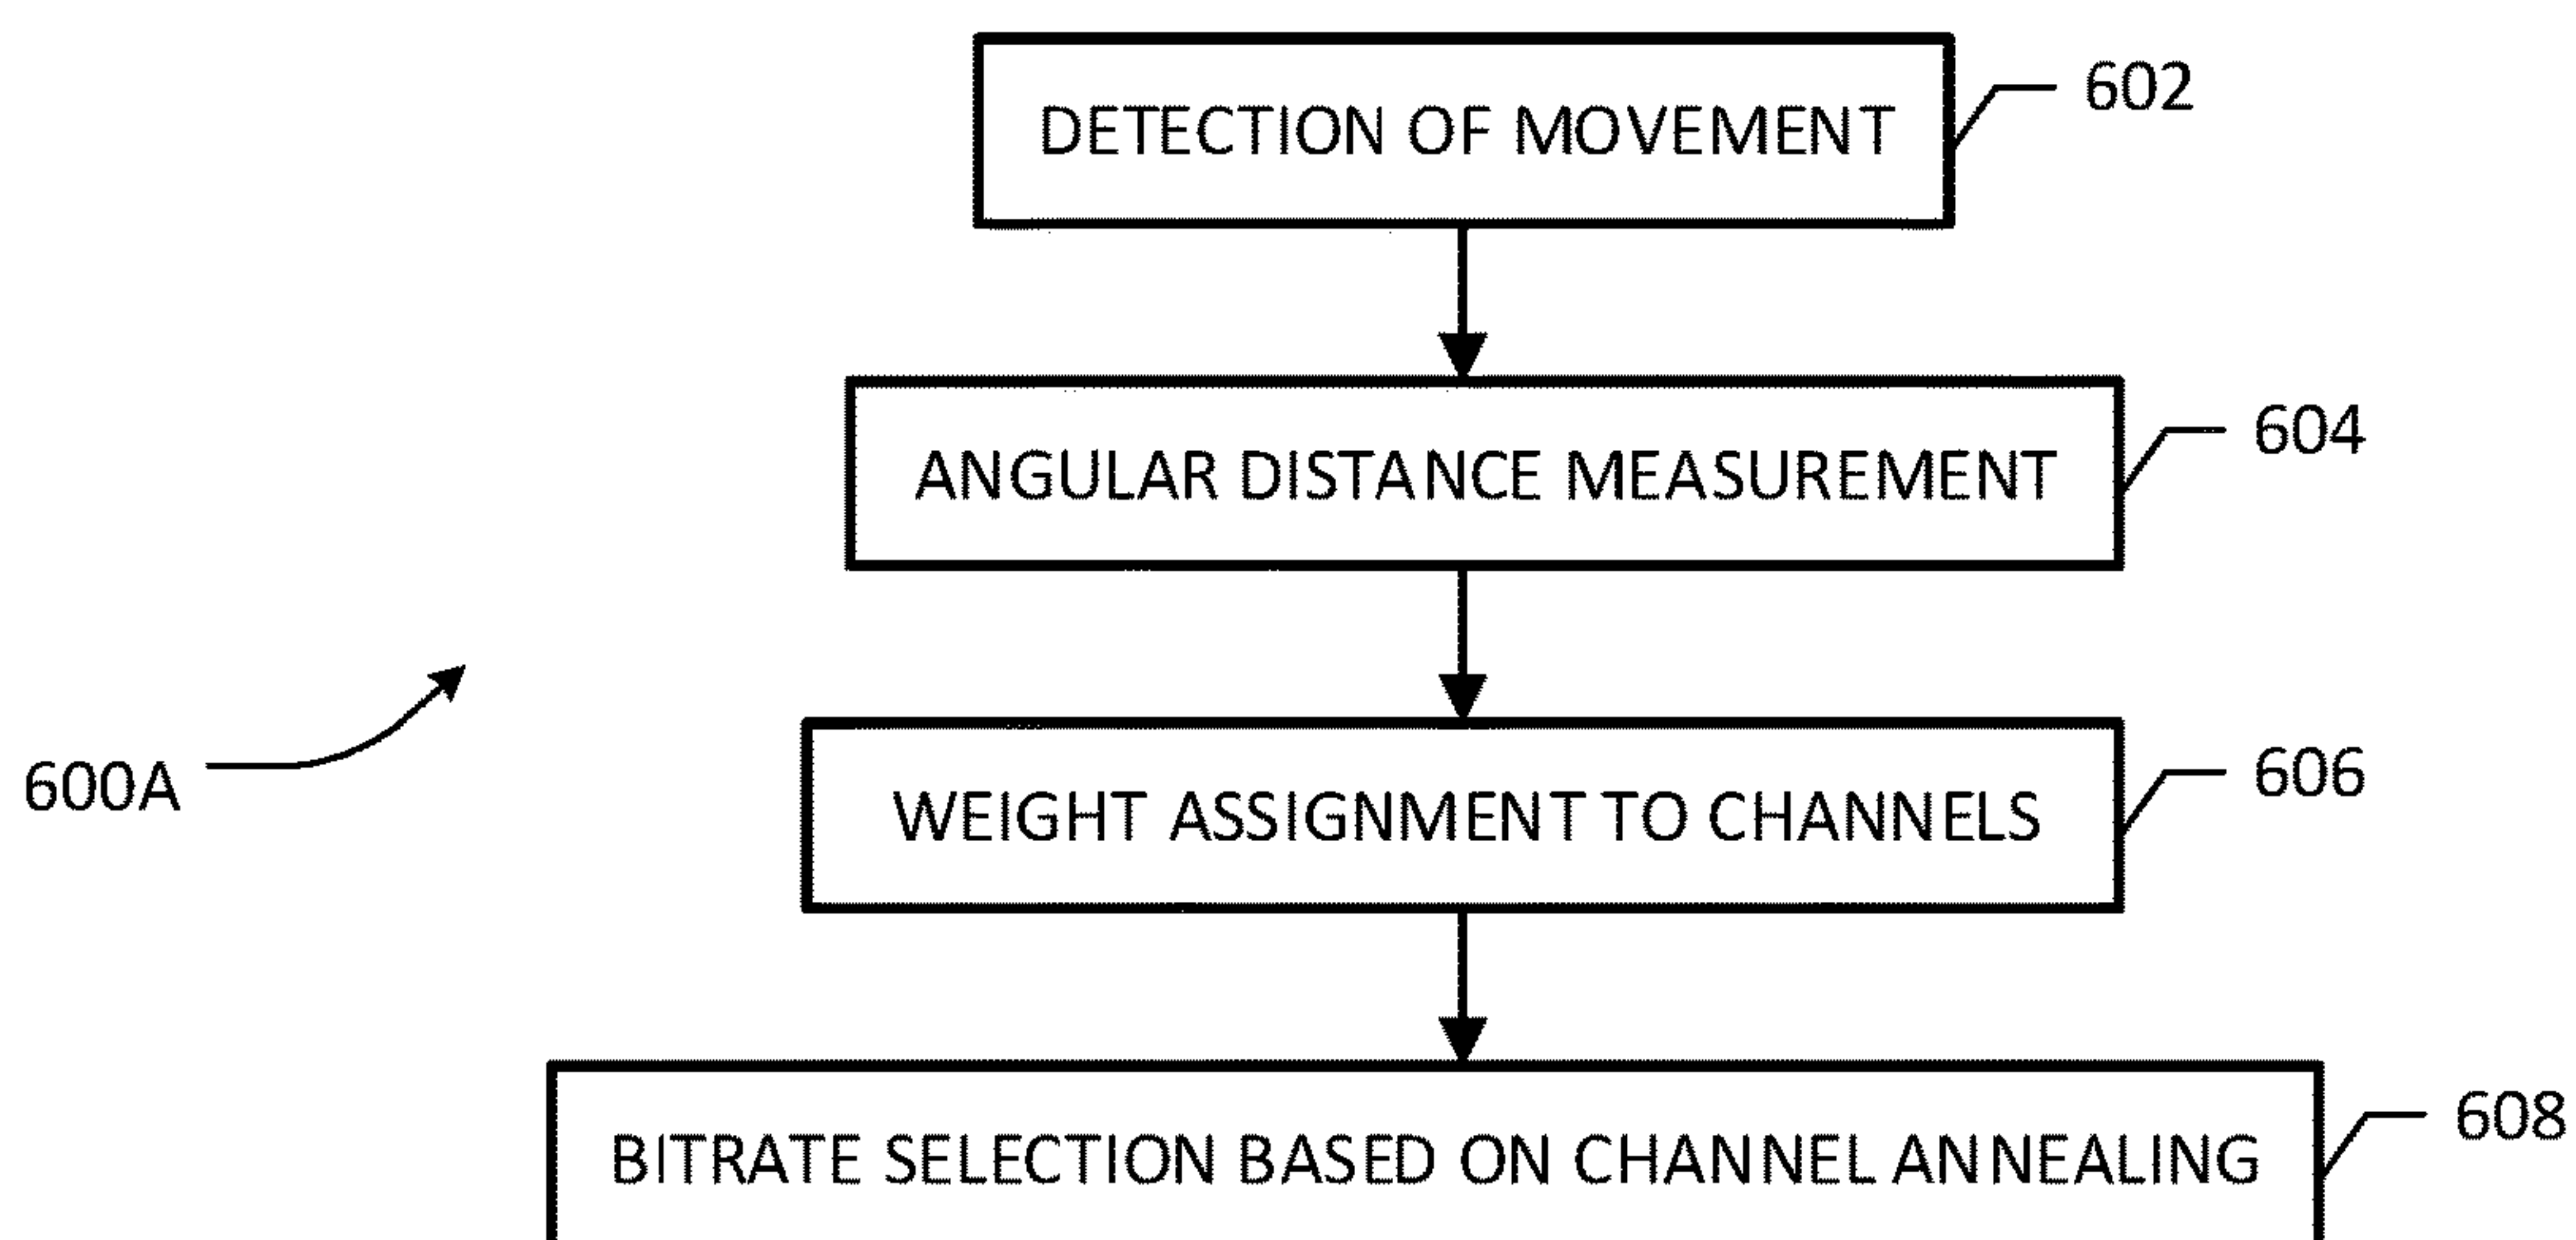 DETECTION OF MOVEMENT
602
ANGULAR DISTANCE MEASUREMENT
604
600A
WEIGHT ASSIGNMENT TO CHANNELS
606
BITRATE SELECTION BASED ON CHANNEL ANNEALING
608